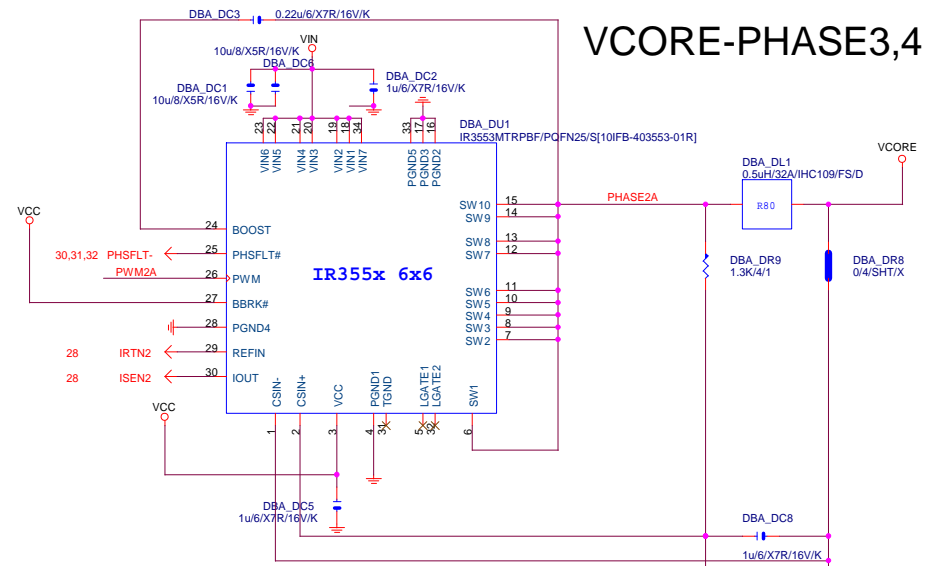 DBA_DC3 0.22u/6/X7R/16V/K
VCORE-PHASE3,4
VIN
10u/8/X5R/16V/K
DBA_DC6
DBA_DC1
10u/8/X5R/16V/K
DBA_DC2
1u/6/X7R/16V/K
DBA_DU1
IR3553MTRPBF/PQFN25/S[10IFB-403553-01R]
23 22 21 20 19 18 34 33 17 16
VIN6 VIN5 VIN4 VIN3 VIN2 VIN1 VIN7 PGND5 PGND3 PGND2
VCORE
DBA_DL1
0.5uH/32A/IHC109/FS/D
R80
PHASE2A
SW10 15
SW9 14
SW8 13
SW7 12
SW6 11
SW5 10
SW4 9
SW3 8
SW2 7
VCC
24 BOOST
30,31,32 PHSFLT- 25 PHSFLT#
PWM2A 26 PWM
27 BBRK#
28 PGND4
28 IRTN2 29 REFIN
28 ISEN2 30 IOUT
IR355x 6x6
DBA_DR9
1.3K/4/1
DBA_DR8
0/4/SHT/X
CSIN- CSIN+ VCC PGND1 TGND LGATE1 LGATE2 SW1
1 2 3 4 31 5 32 6
VCC
DBA_DC5
1u/6/X7R/16V/K
DBA_DC8
1u/6/X7R/16V/K